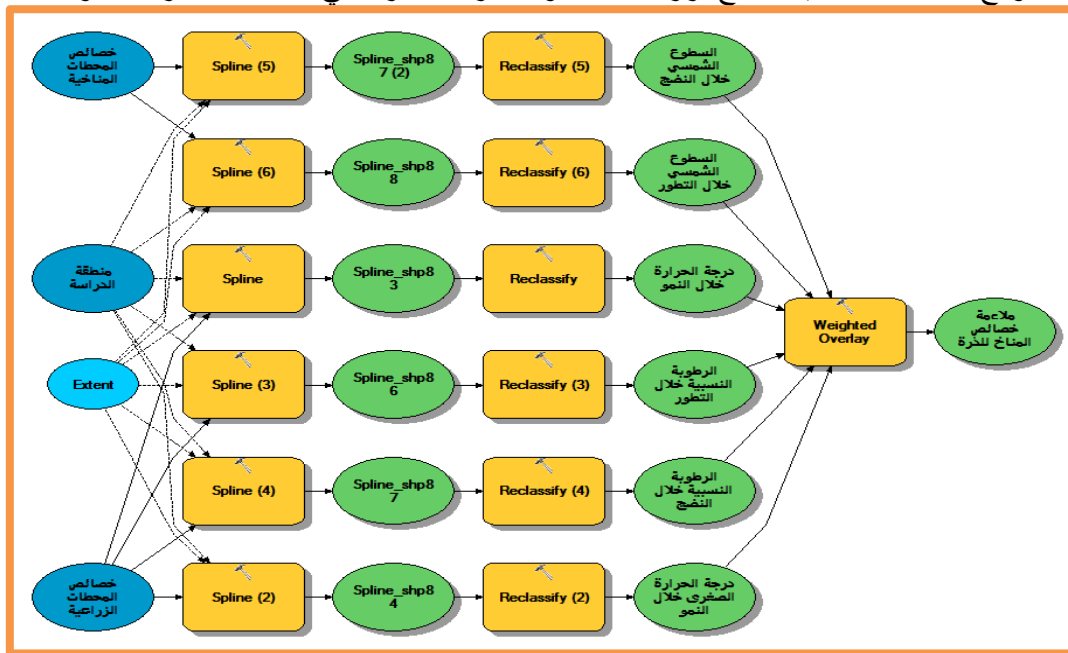 خصائص
المحطات
المناخية
Spline (5)
Spline_shp8
7 (2)
Reclassify (5)
السطوع
الشمسي
خلال النضج
Spline (6)
Spline_shp8
8
Reclassify (6)
السطوع
الشمسي
خلال التطور
منطقة
الدراسة
Spline
Spline_shp8
3
Reclassify
درجة الحرارة
خلال النمو
Weighted
Overlay
ملاءمة
خصائص
المناخ للذرة
Extent
Spline (3)
Spline_shp8
6
Reclassify (3)
الرطوبة
النسبية خلال
التطور
Spline (4)
Spline_shp8
7
Reclassify (4)
الرطوبة
النسبية خلال
النضج
خصائص
المحطات
الزراعية
Spline (2)
Spline_shp8
4
Reclassify (2)
درجة الحرارة
الصغرى خلال
النمو